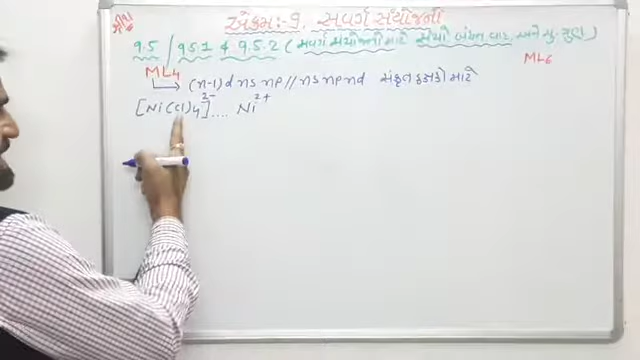 એકમ:-9. સવર્ગ સંયોજનો
9.5 / 9.5.1 & 9.5.2 ( સવર્ગ સંયોજનો માટે સંયો. બંધન વાદ, અને ચુ. ગુણ )
ML4 ML6
(n-1)d ns np // ns np nd સંકૃત કક્ષકો માટે
[Ni(Cl)4]2- .... Ni2+